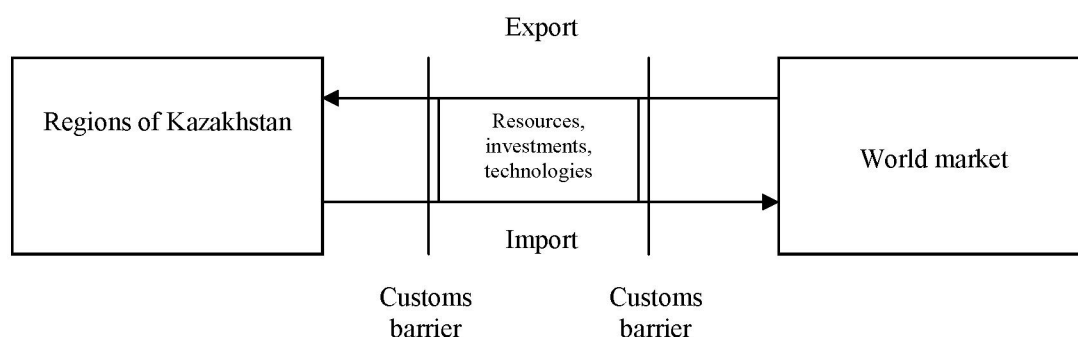 Export
Regions of Kazakhstan
Resources,
investments,
technologies
World market
Import
Customs
barrier
Customs
barrier